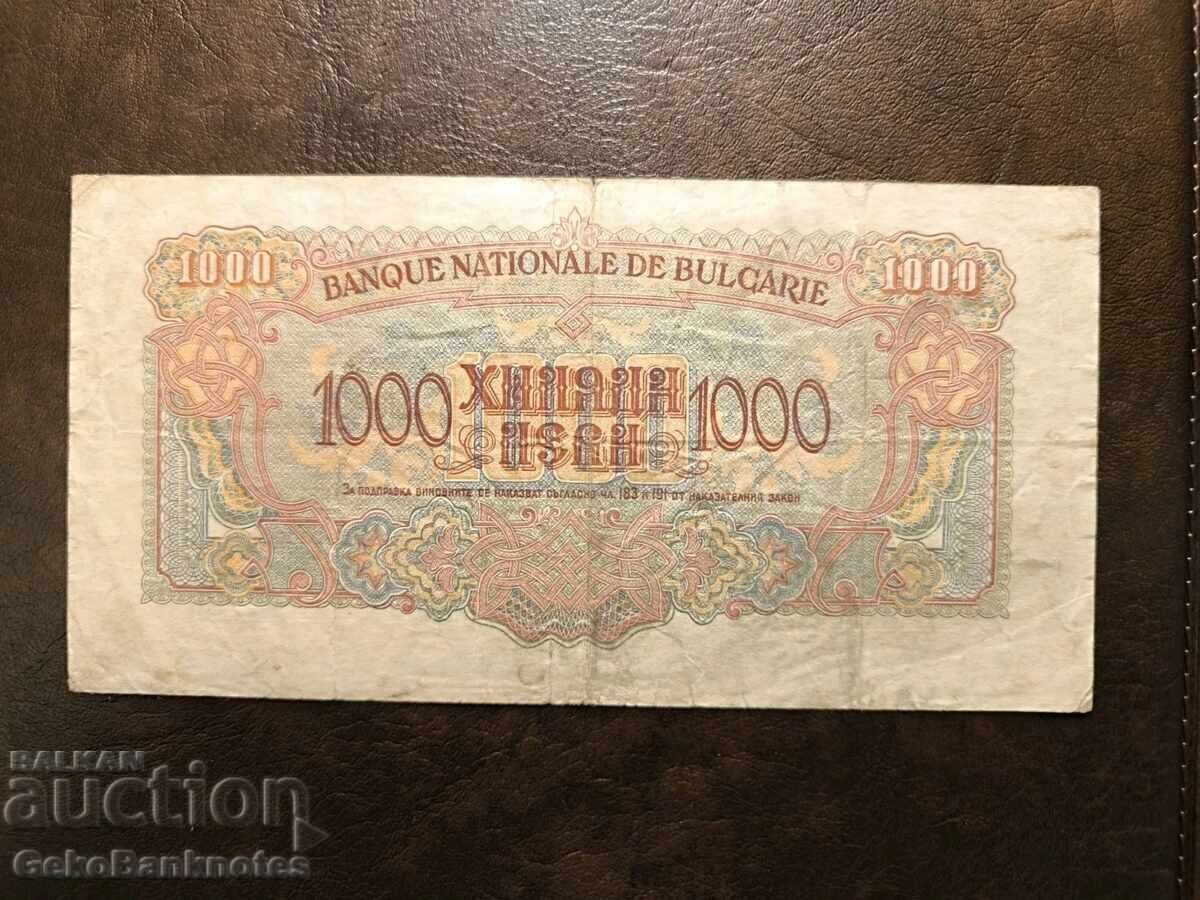 1000 1000
BANQUE NATIONALE DE BULGARIE
1000 ХИЛЯДИ 1000
ЛЕВА
За подправка виновните се наказват съгласно чл. 183 и 191 от наказателния закон
BALKAN
auction
GekoBanknotes